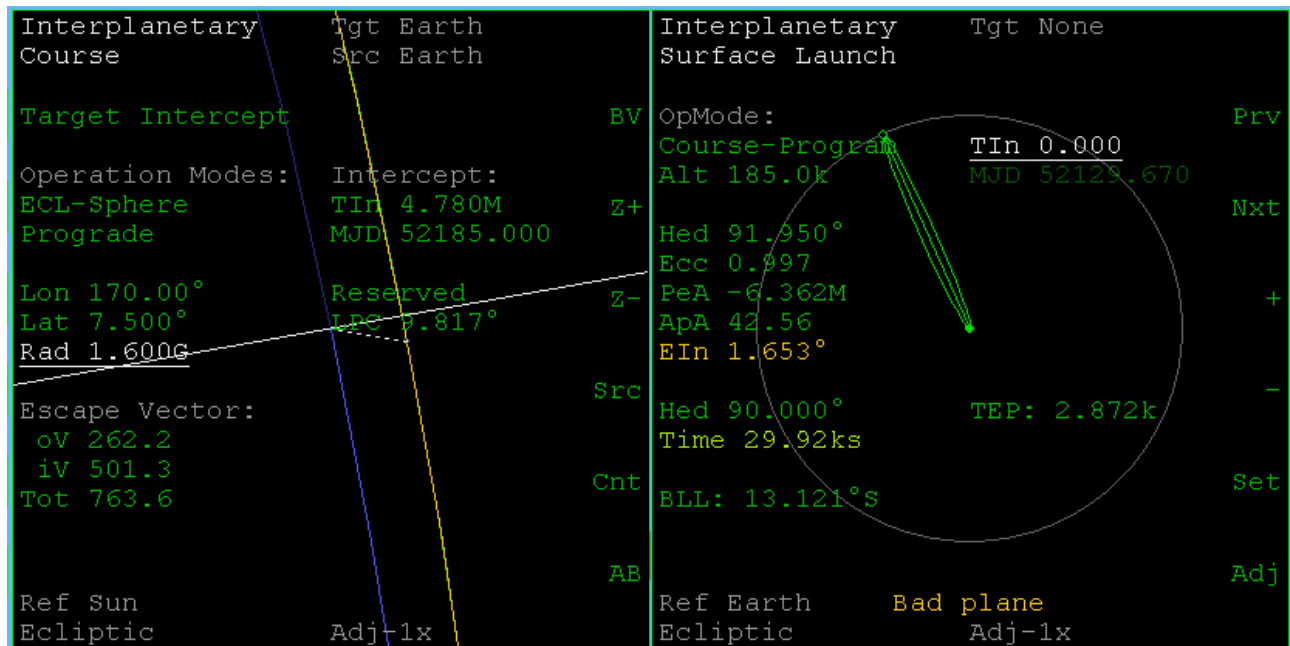 Interplanetary Tgt Earth
Course Src Earth
Target Intercept BV
Operation Modes: Intercept:
ECL-Sphere TIn 4.780M Z+
Prograde MJD 52185.000
Lon 170.00° Reserved Z-
Lat 7.500° LPC 9.817°
Rad 1.600G
Src
Escape Vector:
oV 262.2
iV 501.3
Cnt
Tot 763.6
AB
Ref Sun
Ecliptic Adj-1x
Interplanetary Tgt None
Surface Launch
OpMode: Prv
Course-Program TIn 0.000
Alt 185.0k MJD 52129.670
Nxt
Hed 91.950°
Ecc 0.997
PeA -6.362M +
ApA 42.56
EIn 1.653°
-
Hed 90.000° TEP: 2.872k
Time 29.92ks
Set
BLL: 13.121°S
Adj
Ref Earth Bad plane
Ecliptic Adj-1x